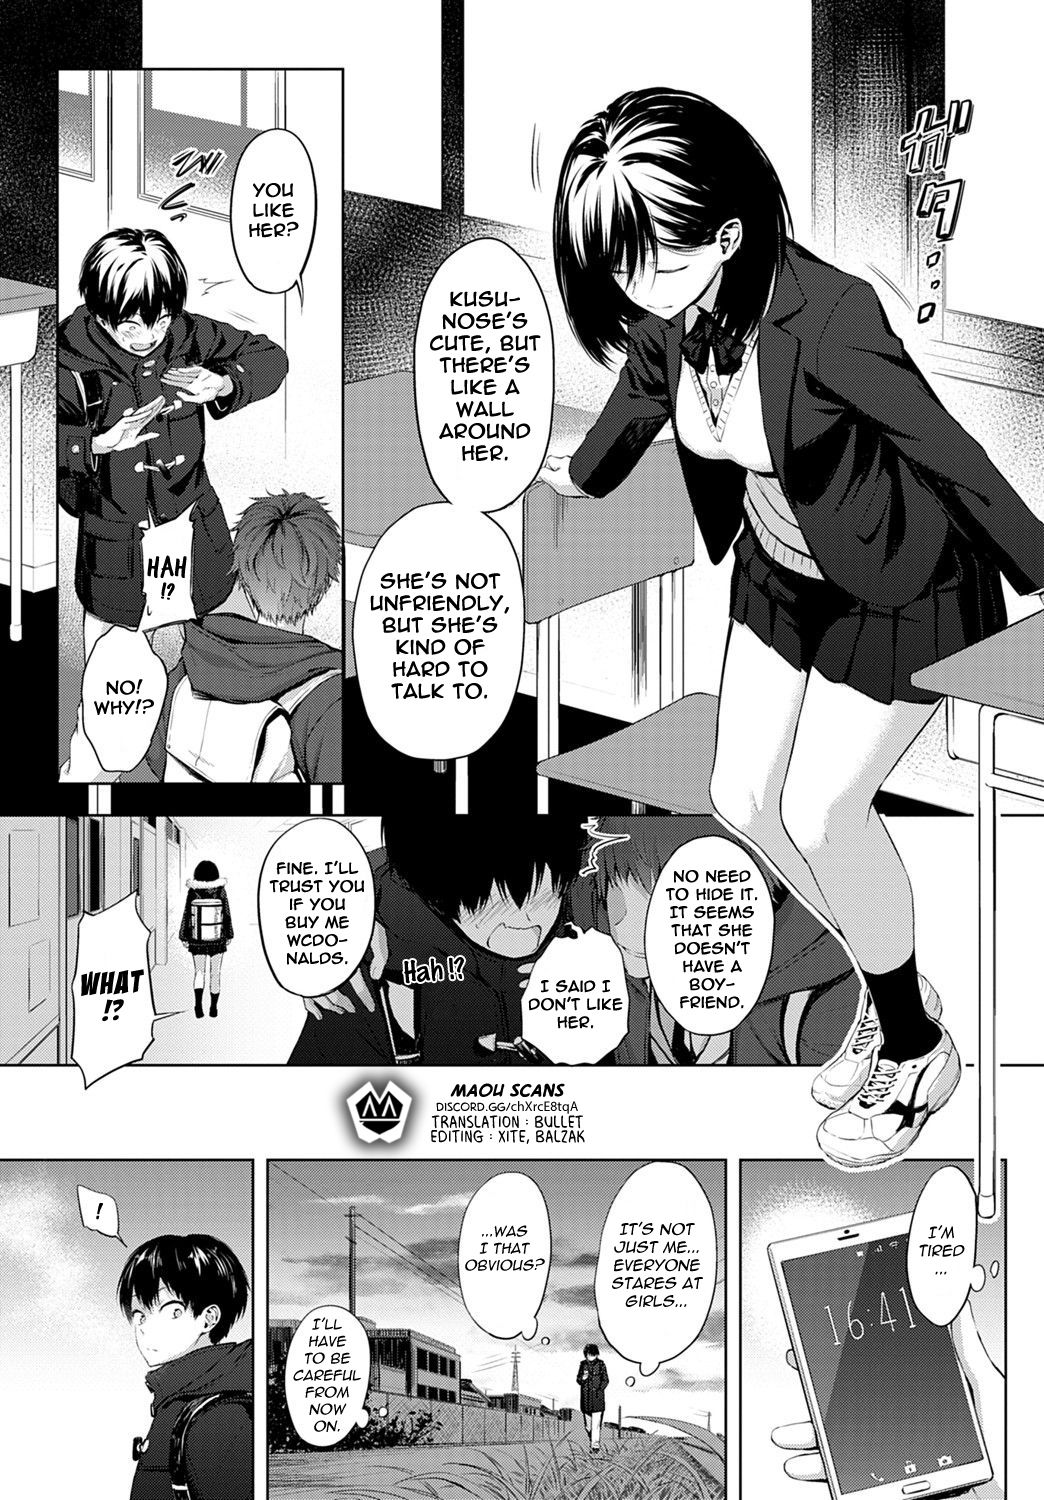 ガ
タ...
KUSU-
NOSE'S
CUTE, BUT
THERE'S
LIKE A
WALL
AROUND
HER.
SHE'S NOT
UNFRIENDLY,
BUT SHE'S
KIND OF
HARD TO
TALK TO.
YOU
LIKE
HER?
HAH
!?
NO!
WHY!?
NO NEED
TO HIDE IT.
IT SEEMS
THAT SHE
DOESN'T
HAVE A
BOY-
FRIEND.
I SAID I
DON'T LIKE
HER.
Hah!?
FINE. I'LL
TRUST YOU
IF YOU
BUY ME
WCDO-
NALDS.
WHAT
!?
MAOU SCANS
DISCORD.GG/chXrcE8tqA
TRANSLATION : BULLET
EDITING : XITE, BALZAK
I'M
TIRED
...
16:41
IT'S NOT
JUST ME...
EVERYONE
STARES AT
GIRLS...
...WAS
I THAT
OBVIOUS?
I'LL
HAVE
TO BE
CAREFUL
FROM
NOW
ON.
!